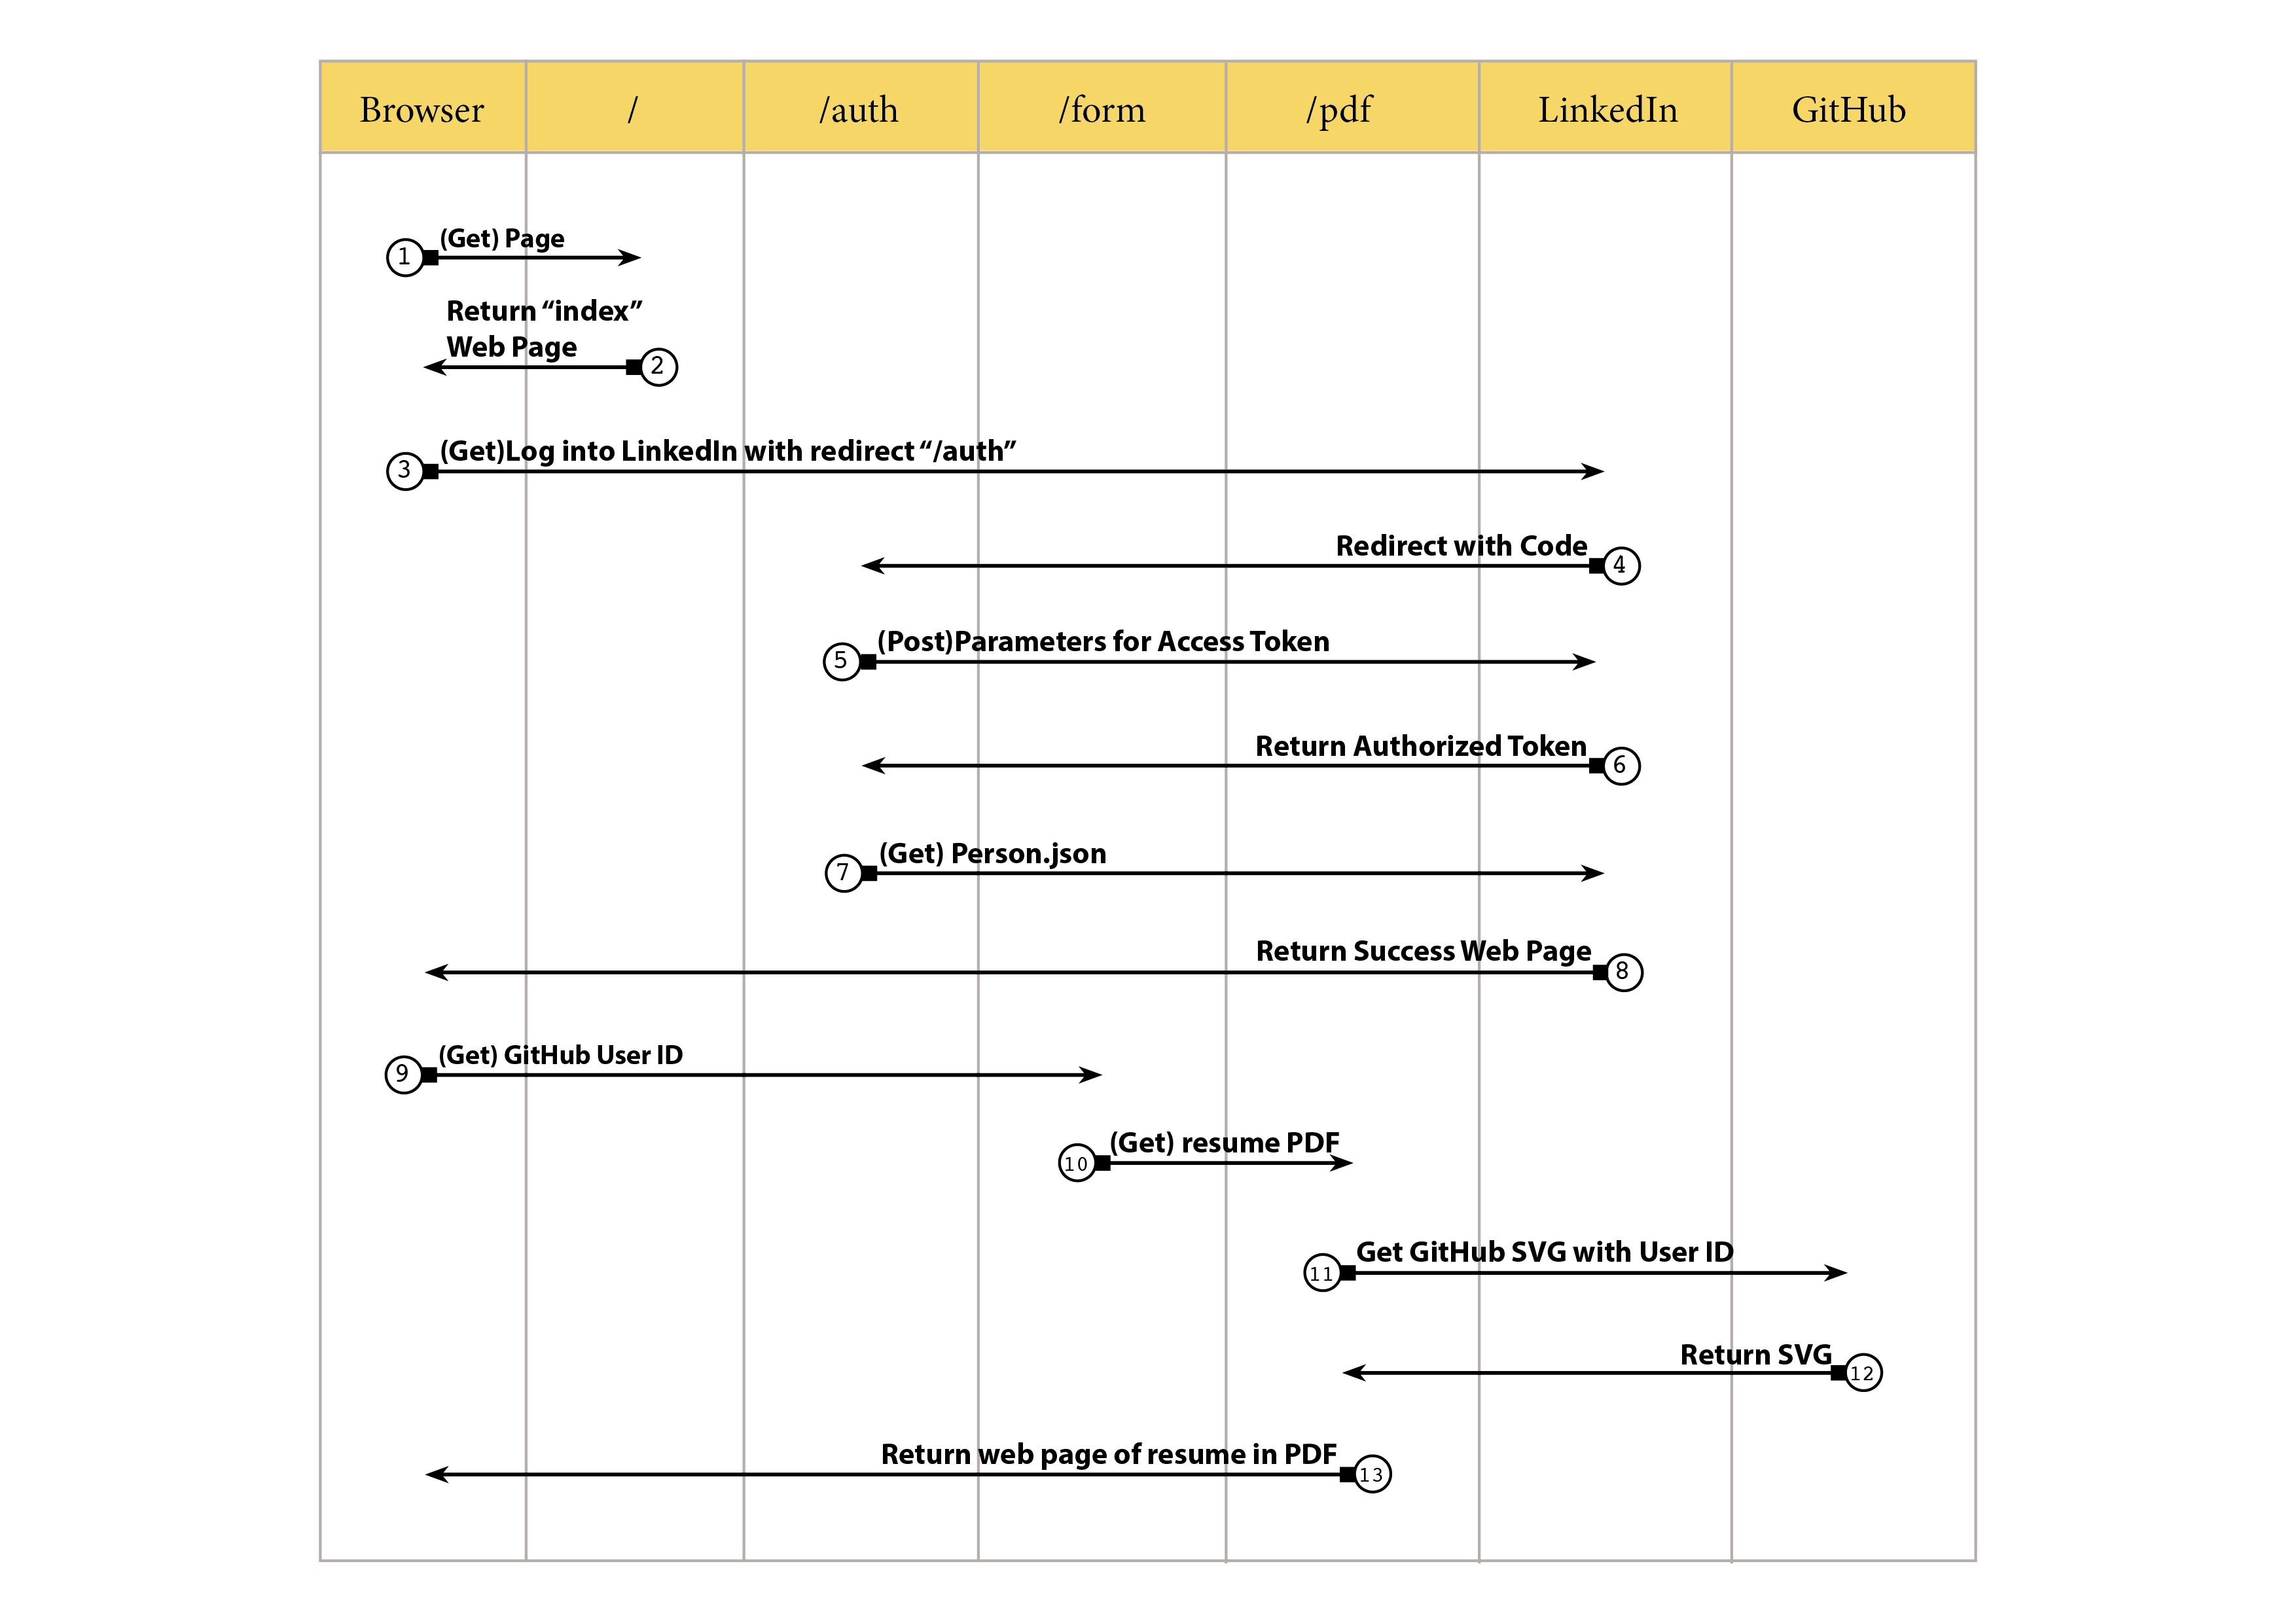 Browser / /auth /form /pdf LinkedIn GitHub
(Get) Page
1
Return “index”
Web Page
2
(Get)Log into LinkedIn with redirect “/auth”
3
Redirect with Code
4
(Post)Parameters for Access Token
5
Return Authorized Token
6
(Get) Person.json
7
Return Success Web Page
8
(Get) GitHub User ID
9
(Get) resume PDF
10
Get GitHub SVG with User ID
11
Return SVG
12
Return web page of resume in PDF
13